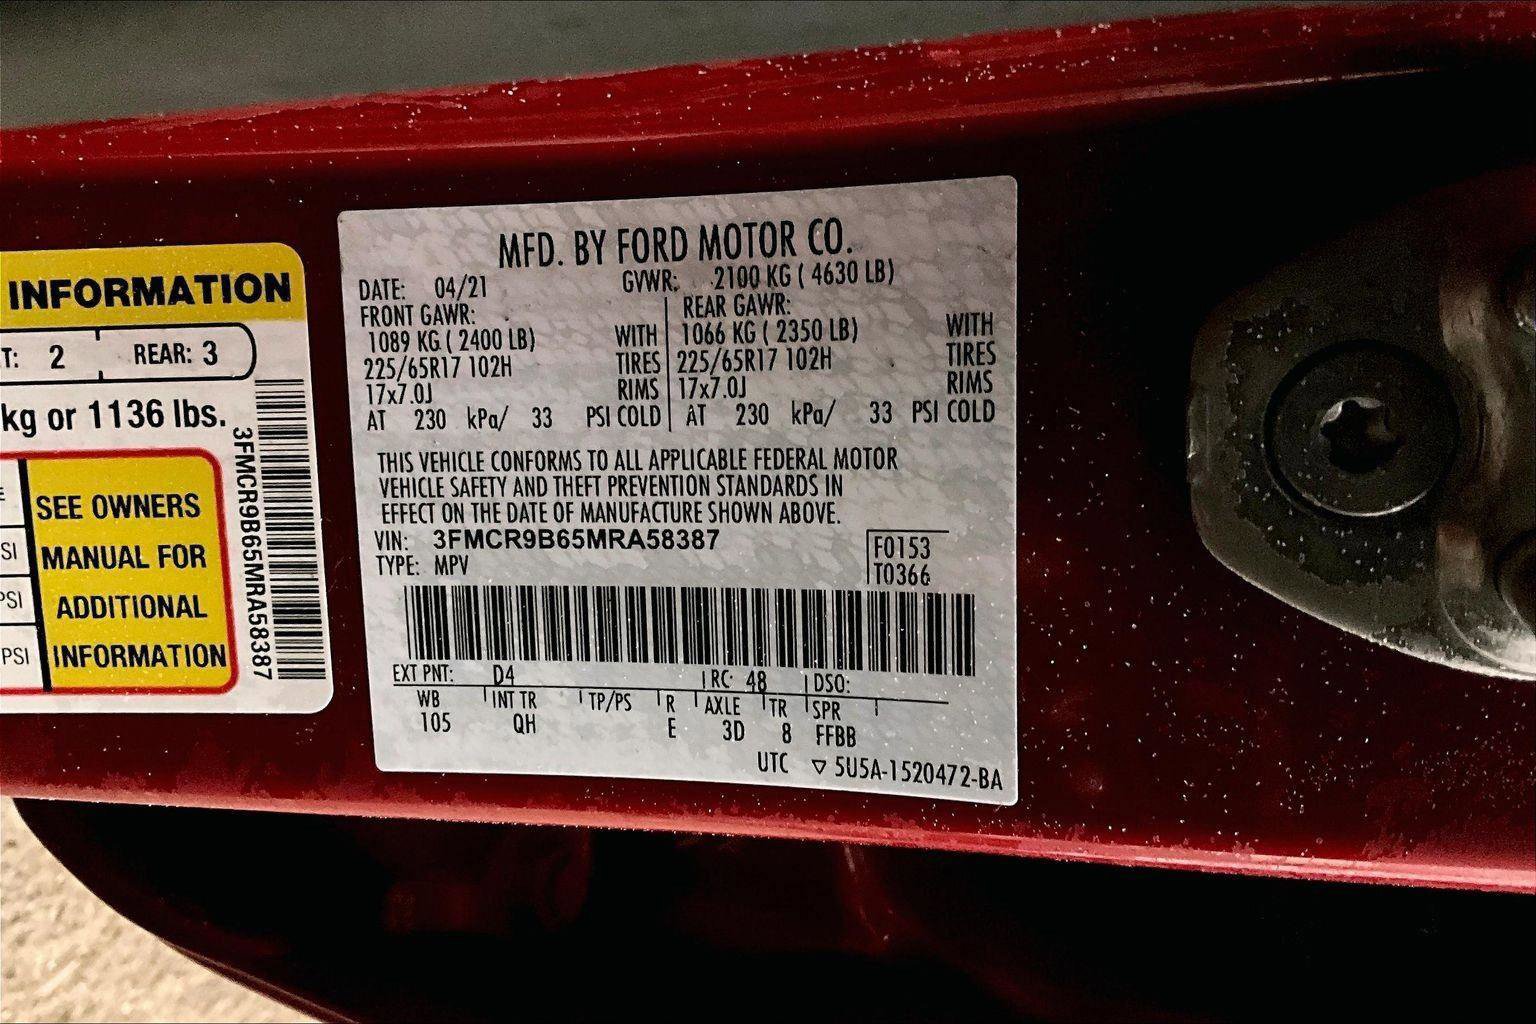 INFORMATION
T: 2 REAR: 3
kg or 1136 lbs.
SI
PSI
PSI
SEE OWNERS
MANUAL FOR
ADDITIONAL
INFORMATION
3FMCR9B65MRA58387
MFD. BY FORD MOTOR CO.
DATE: 04/21 GVWR: 2100 KG ( 4630 LB)
FRONT GAWR: REAR GAWR:
1089 KG ( 2400 LB) WITH 1066 KG ( 2350 LB) WITH
225/65R17 102H TIRES 225/65R17 102H TIRES
17x7.0J RIMS 17x7.0J RIMS
AT 230 kPa/ 33 PSI COLD AT 230 kPa/ 33 PSI COLD
THIS VEHICLE CONFORMS TO ALL APPLICABLE FEDERAL MOTOR
VEHICLE SAFETY AND THEFT PREVENTION STANDARDS IN
EFFECT ON THE DATE OF MANUFACTURE SHOWN ABOVE.
VIN: 3FMCR9B65MRA58387 F0153
TYPE: MPV T0366
EXT PNT: D4 RC: 48 DSO:
WB INT TR TP/PS R AXLE TR SPR
105 QH E 3D 8 FFBB
UTC ▽ 5U5A-1520472-BA